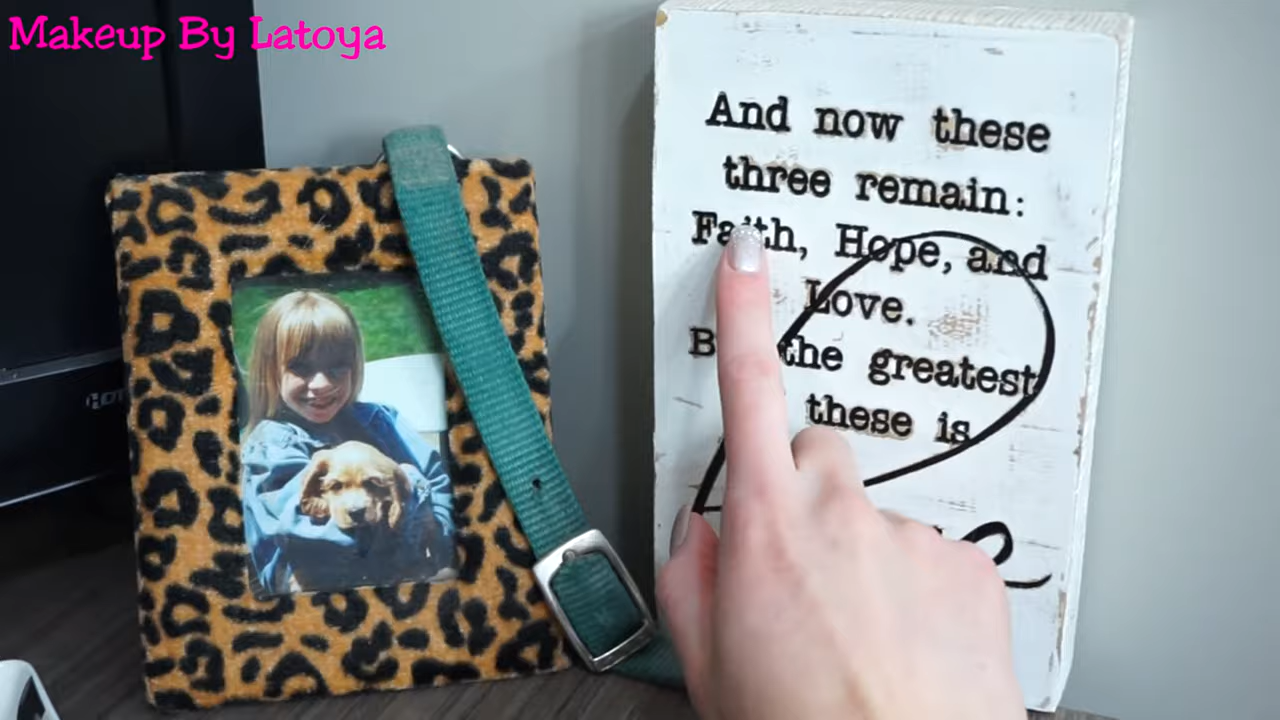 Makeup By Latoya
And now these
three remain:
Faith, Hope, and
Love.
the greatest
these is